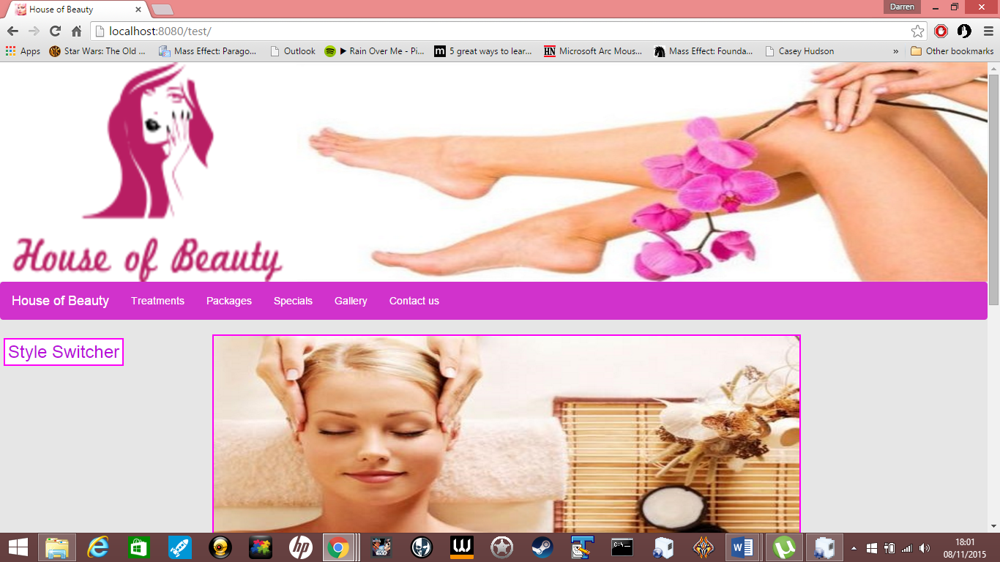 House of Beauty
Darren
localhost:8080/test/
Apps
Star Wars: The Old ...
Mass Effect: Parago...
Outlook
▶ Rain Over Me - Pi...
5 great ways to lear...
HN
Microsoft Arc Mous...
Mass Effect: Founda...
Casey Hudson
»
Other bookmarks
House of Beauty
House of Beauty
Treatments
Packages
Specials
Gallery
Contact us
Style Switcher
18:01
08/11/2015